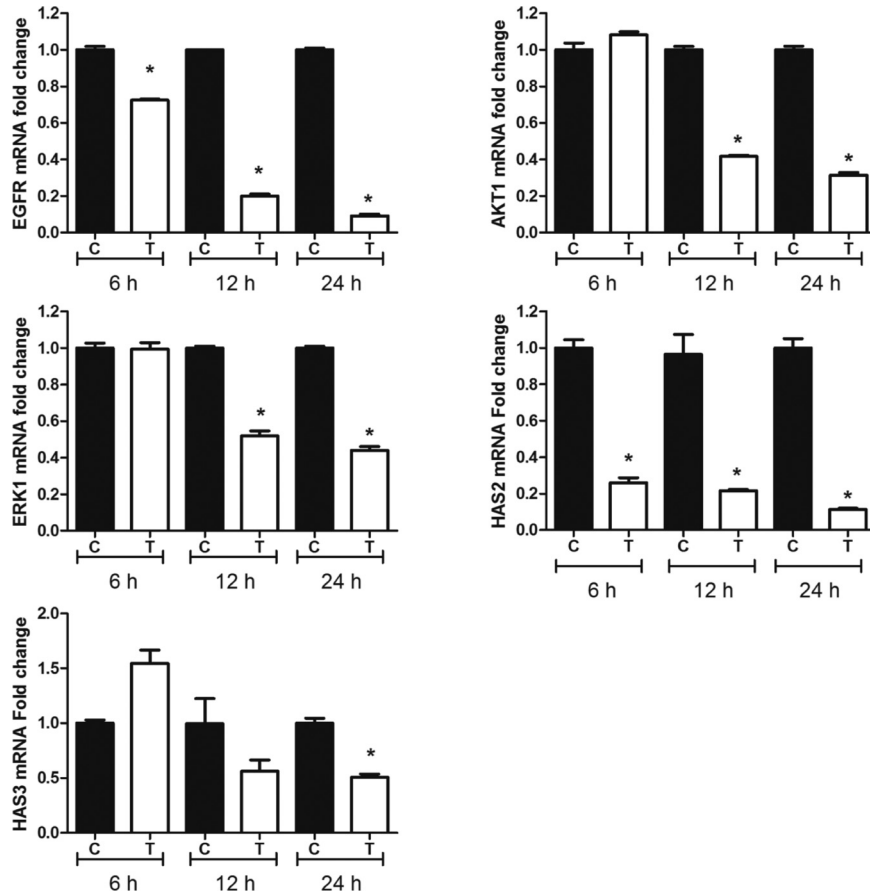 EGFR mRNA fold change
1.2
1.0
0.8
0.6
0.4
0.2
0.0
*
*
*
C T C T C T
6 h 12 h 24 h
AKT1 mRNA fold change
1.2
1.0
0.8
0.6
0.4
0.2
0.0
*
*
C T C T C T
6 h 12 h 24 h
ERK1 mRNA fold change
1.2
1.0
0.8
0.6
0.4
0.2
0.0
*
*
C T C T C T
6 h 12 h 24 h
HAS2 mRNA Fold change
1.2
1.0
0.8
0.6
0.4
0.2
0.0
*
*
*
C T C T C T
6 h 12 h 24 h
HAS3 mRNA Fold change
2.0
1.5
1.0
0.5
0.0
*
C T C T C T
6 h 12 h 24 h